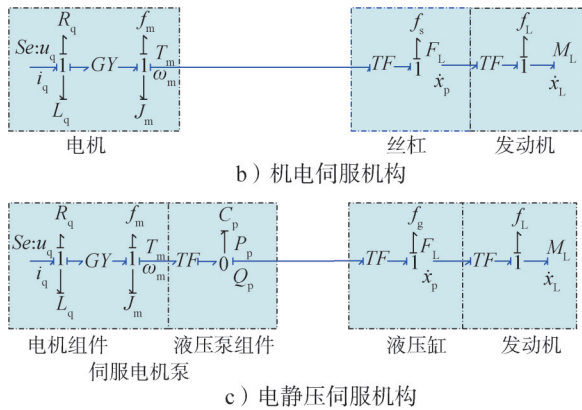 R_q f_m f_s f_L
Se:u_q 1 GY 1 T_m TF 1 F_L TF 1 M_L
i_q ω_m ẋ_p ẋ_L
L_q J_m
电机 丝杠 发动机
b）机电伺服机构
R_q f_m C_p f_g f_L
Se:u_q 1 GY 1 T_m TF 0 P_p TF 1 F_L TF 1 M_L
i_q ω_m Q_p ẋ_p ẋ_L
L_q J_m
电机组件 液压泵组件 液压缸 发动机
伺服电机泵
c）电静压伺服机构